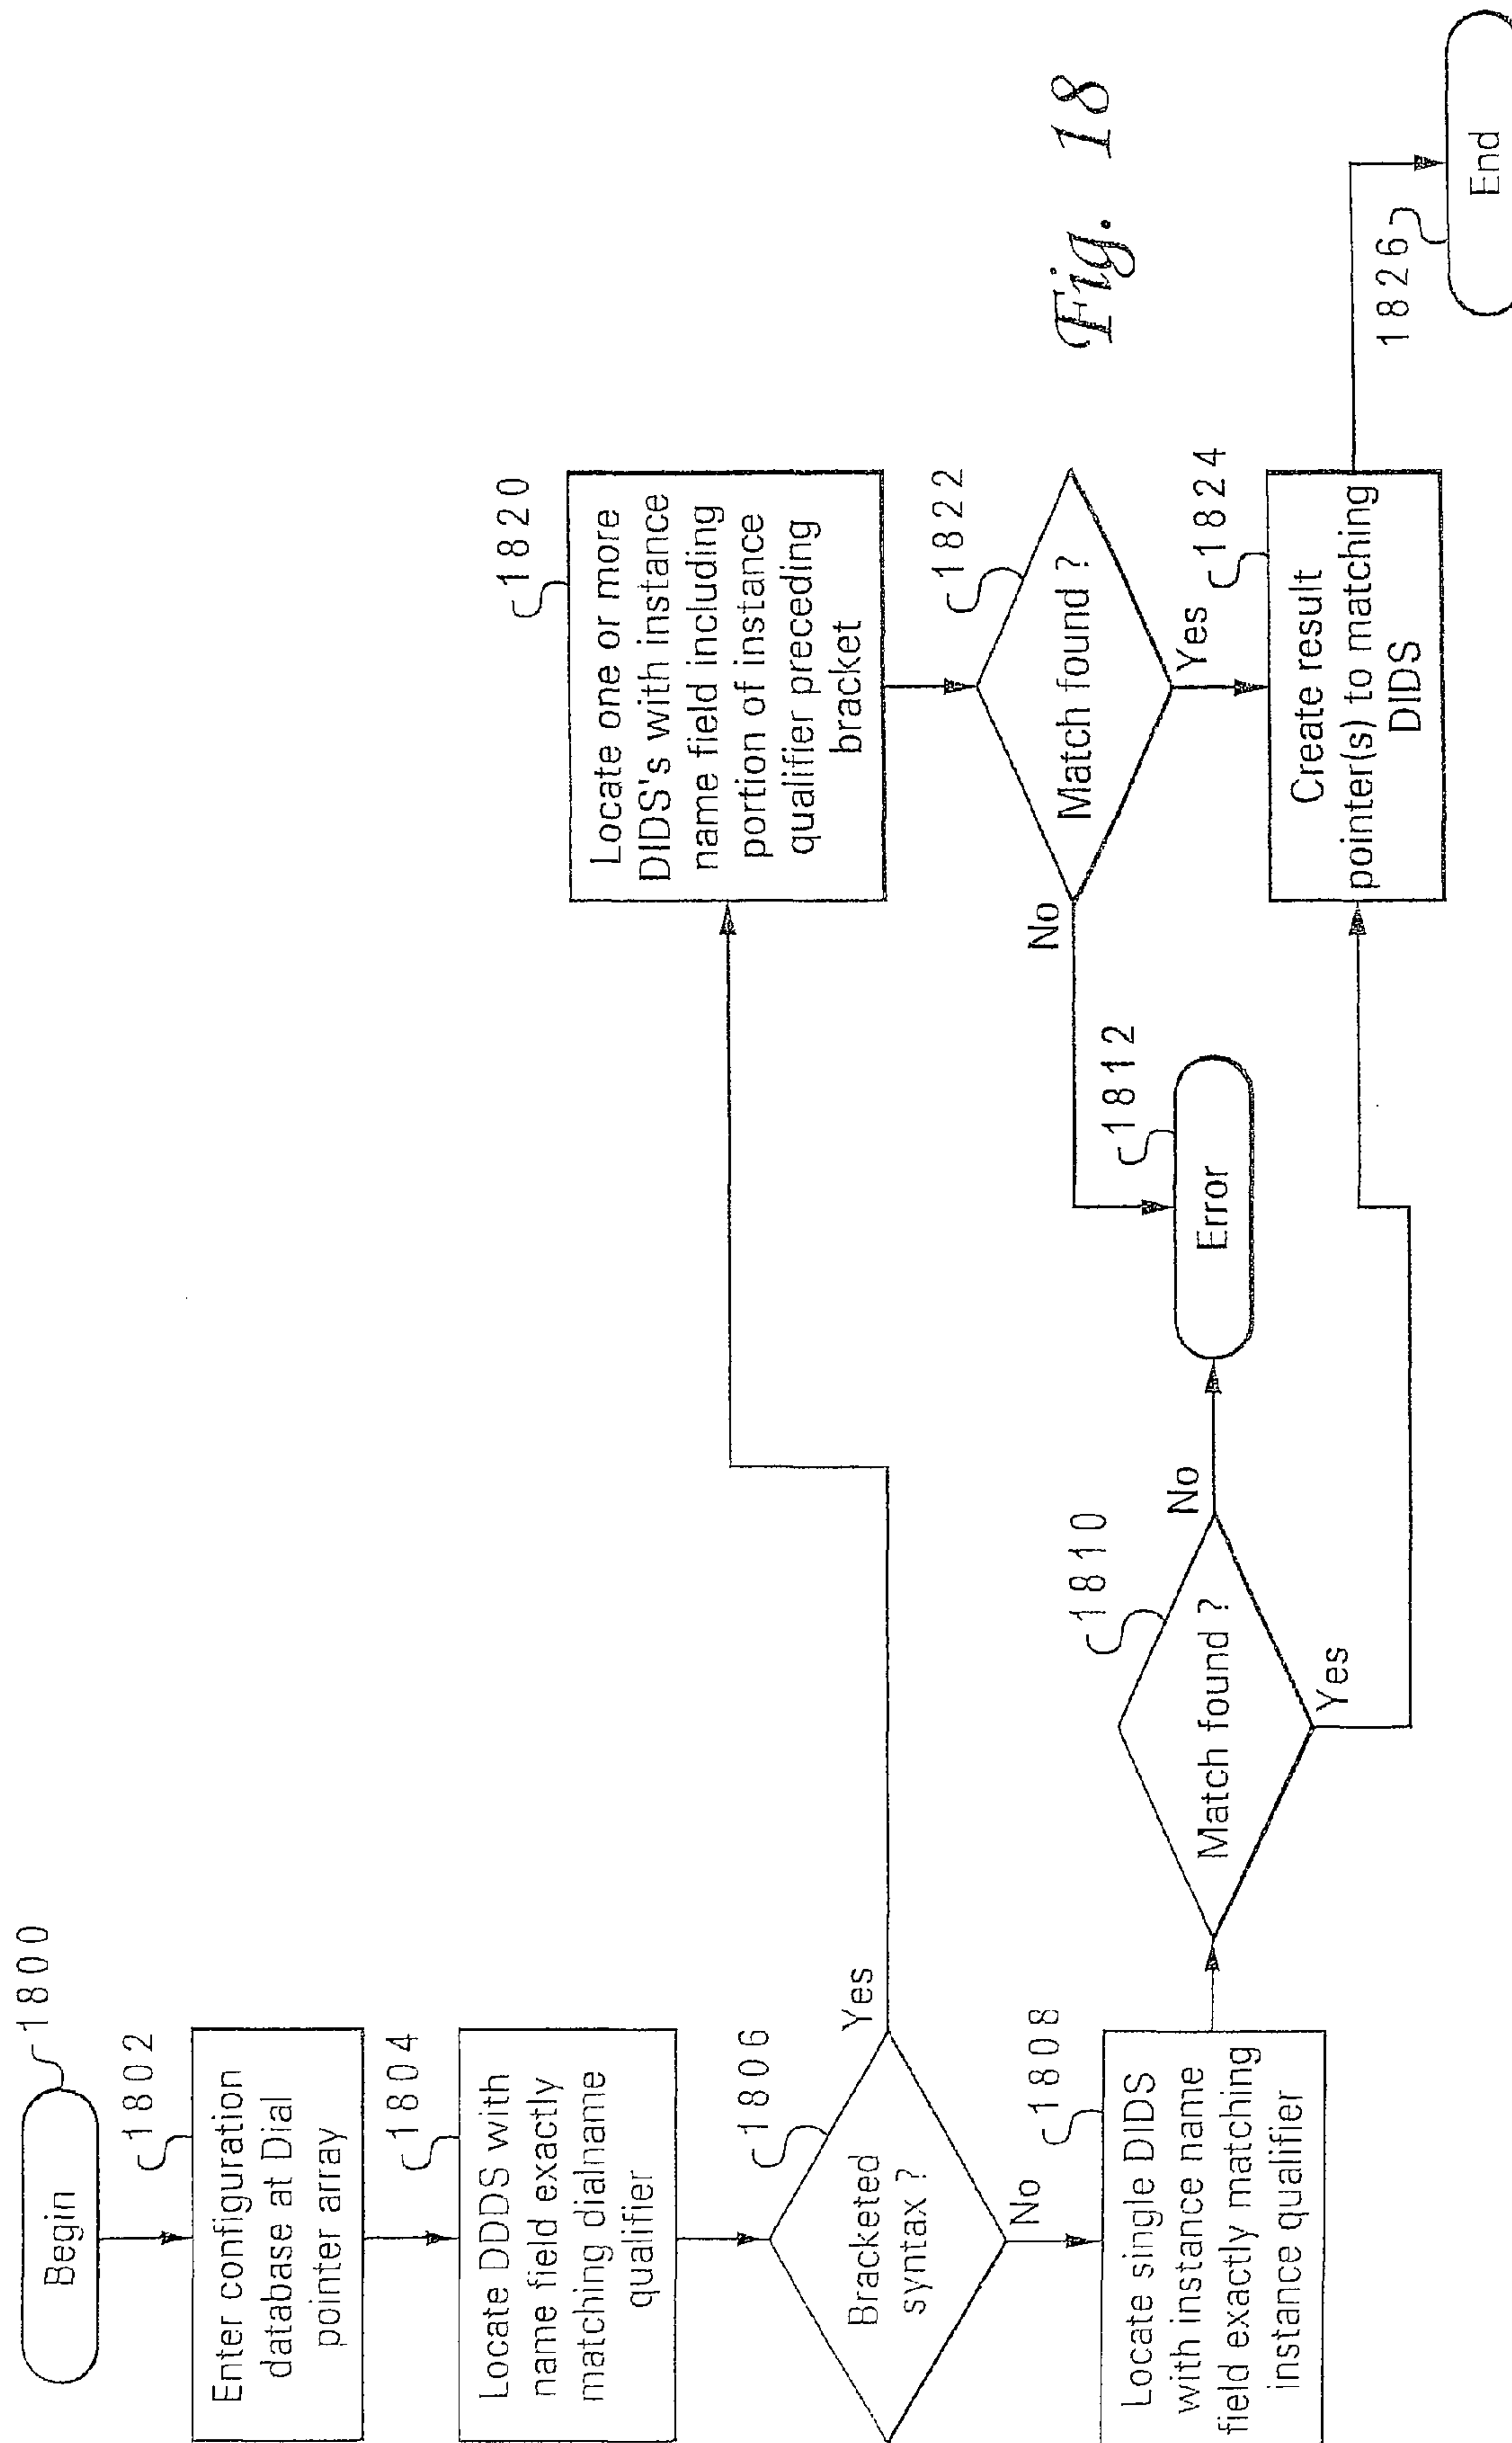 Begin
1800
1802
Enter configuration
database at Dial
pointer array
1804
Locate DDDS with
name field exactly
matching dialname
qualifier
1806
Bracketed
syntax ?
Yes
No
1808
Locate single DIDS
with instance name
field exactly matching
instance qualifier
1810
Match found ?
No
Yes
1812
Error
1820
Locate one or more
DIDS's with instance
name field including
portion of instance
qualifier preceding
bracket
1822
Match found ?
No
Yes
1824
Create result
pointer(s) to matching
DIDS
1826
End
Fig. 18